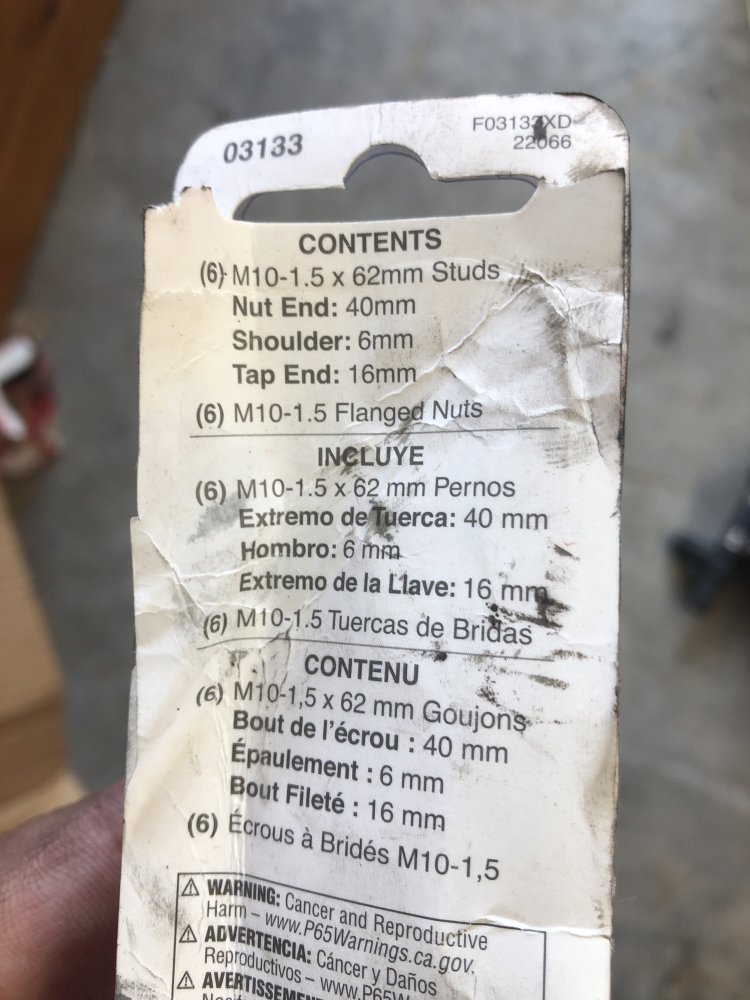 03133
F03133XD
22066
CONTENTS
(6) M10-1.5 x 62mm Studs
Nut End: 40mm
Shoulder: 6mm
Tap End: 16mm
(6) M10-1.5 Flanged Nuts
INCLUYE
(6) M10-1.5 x 62 mm Pernos
Extremo de Tuerca: 40 mm
Hombro: 6 mm
Extremo de la Llave: 16 mm
(6) M10-1.5 Tuercas de Bridas
CONTENU
(6) M10-1,5 x 62 mm Goujons
Bout de l'écrou : 40 mm
Épaulement : 6 mm
Bout Fileté : 16 mm
(6) Écrous à Bridés M10-1,5
⚠ WARNING: Cancer and Reproductive
Harm – www.P65Warnings.ca.gov.
⚠ ADVERTENCIA: Cáncer y Daños
Reproductivos – www.P65W
⚠ AVERTISSEMEN